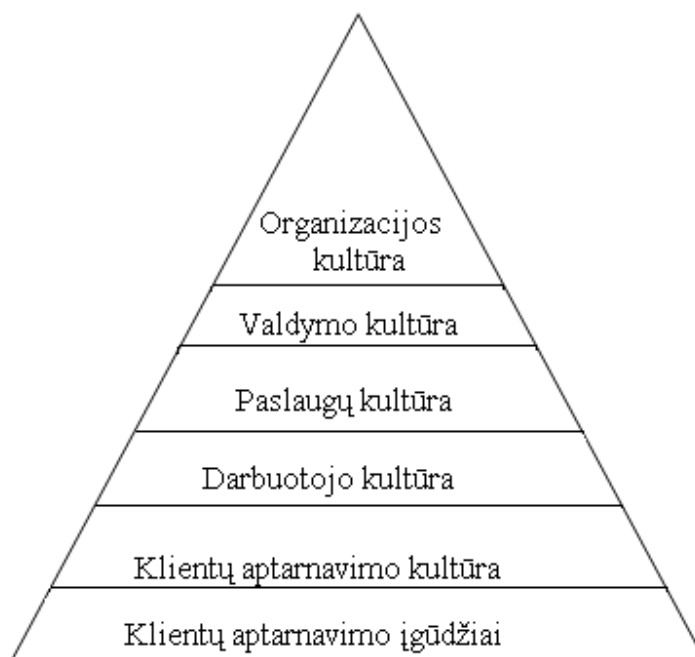 Organizacijos
kultūra
Valdymo kultūra
Paslaugų kultūra
Darbuotojo kultūra
Klientų aptarnavimo kultūra
Klientų aptarnavimo įgūdžiai